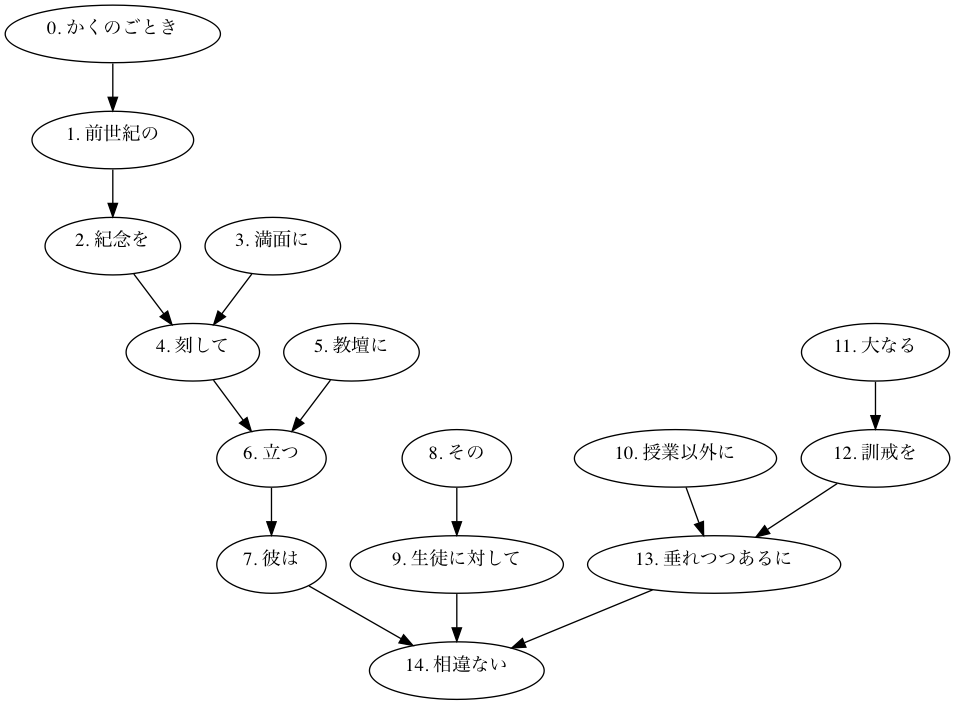 0. かくのごとき
1. 前世紀の
2. 紀念を
3. 満面に
4. 刻して
5. 教壇に
6. 立つ
7. 彼は
8. その
9. 生徒に対して
10. 授業以外に
11. 大なる
12. 訓戒を
13. 垂れつつあるに
14. 相違ない